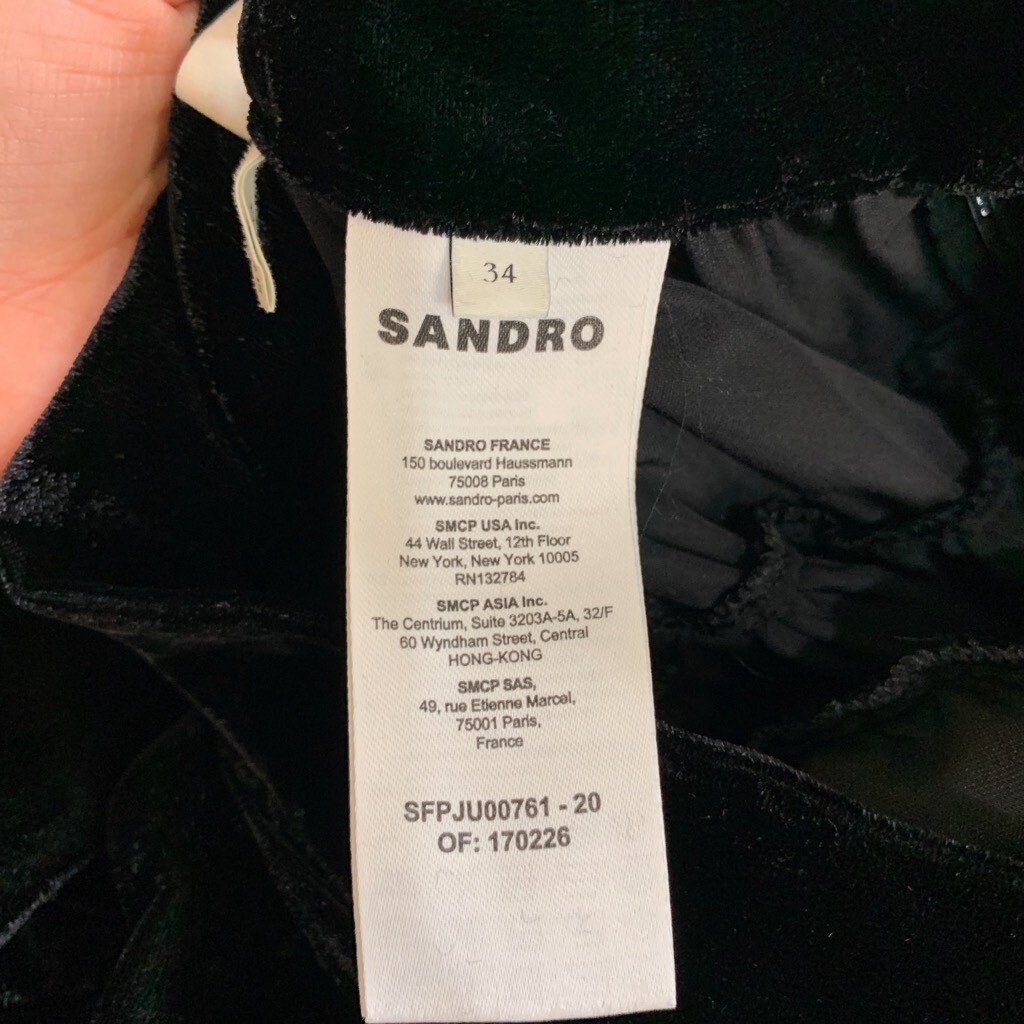 34
SANDRO
SANDRO FRANCE
150 boulevard Haussmann
75008 Paris
www.sandro-paris.com
SMCP USA Inc.
44 Wall Street, 12th Floor
New York, New York 10005
RN132784
SMCP ASIA Inc.
The Centrium, Suite 3203A-5A, 32/F
60 Wyndham Street, Central
HONG-KONG
SMCP SAS,
49, rue Etienne Marcel,
75001 Paris,
France
SFPJU00761 - 20
OF: 170226